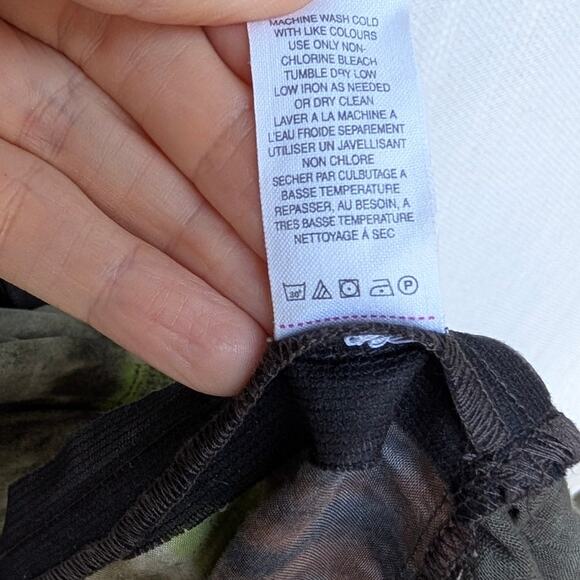 MACHINE WASH COLD
WITH LIKE COLOURS
USE ONLY NON-
CHLORINE BLEACH
TUMBLE DRY LOW
LOW IRON AS NEEDED
OR DRY CLEAN
LAVER A LA MACHINE A
L'EAU FROIDE SEPAREMENT
UTILISER UN JAVELLISANT
NON CHLORE
SECHER PAR CULBUTAGE A
BASSE TEMPERATURE
REPASSER, AU BESOIN, A
TRES BASSE TEMPERATURE
NETTOYAGE À SEC
30° P